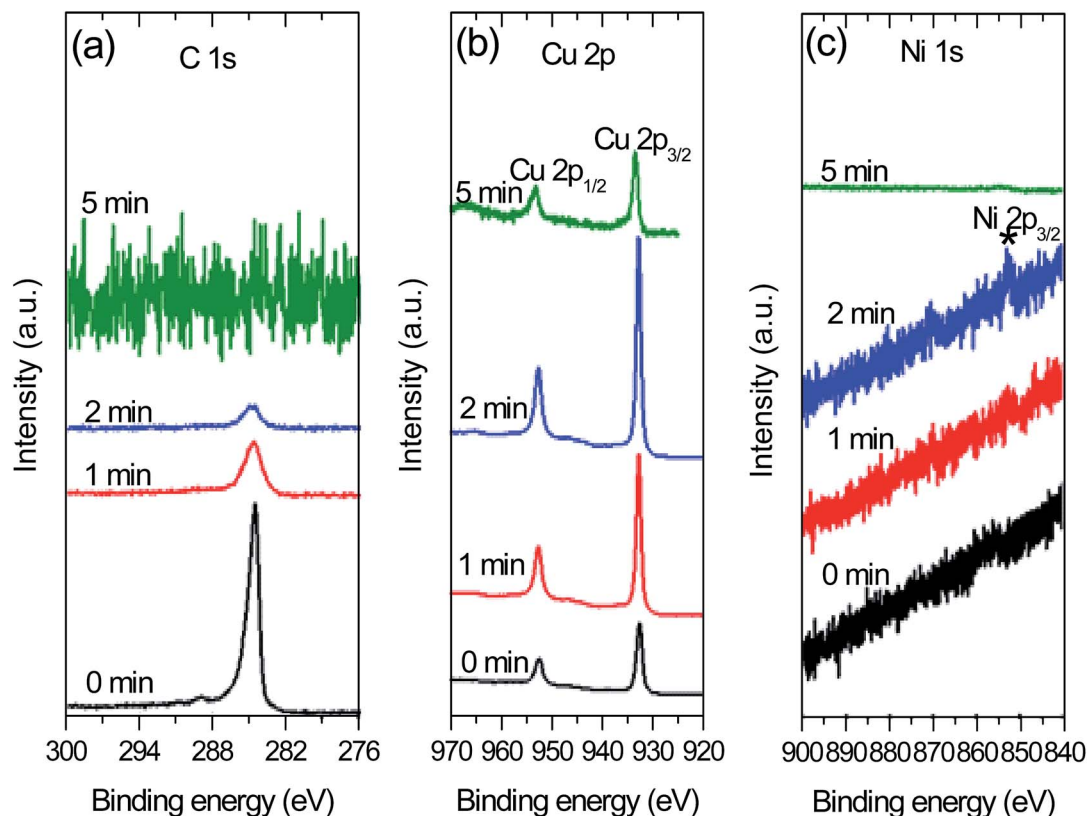 (a)
C 1s
5 min
2 min
1 min
0 min
Intensity (a.u.)
300 294 288 282 276
Binding energy (eV)
(b)
Cu 2p
Cu 2p3/2
Cu 2p1/2
5 min
2 min
1 min
0 min
Intensity (a.u.)
970 960 950 940 930 920
Binding energy (eV)
(c)
Ni 1s
5 min
Ni 2p3/2
*
2 min
1 min
0 min
Intensity (a.u.)
900 890 880 870 860 850 840
Binding energy (eV)